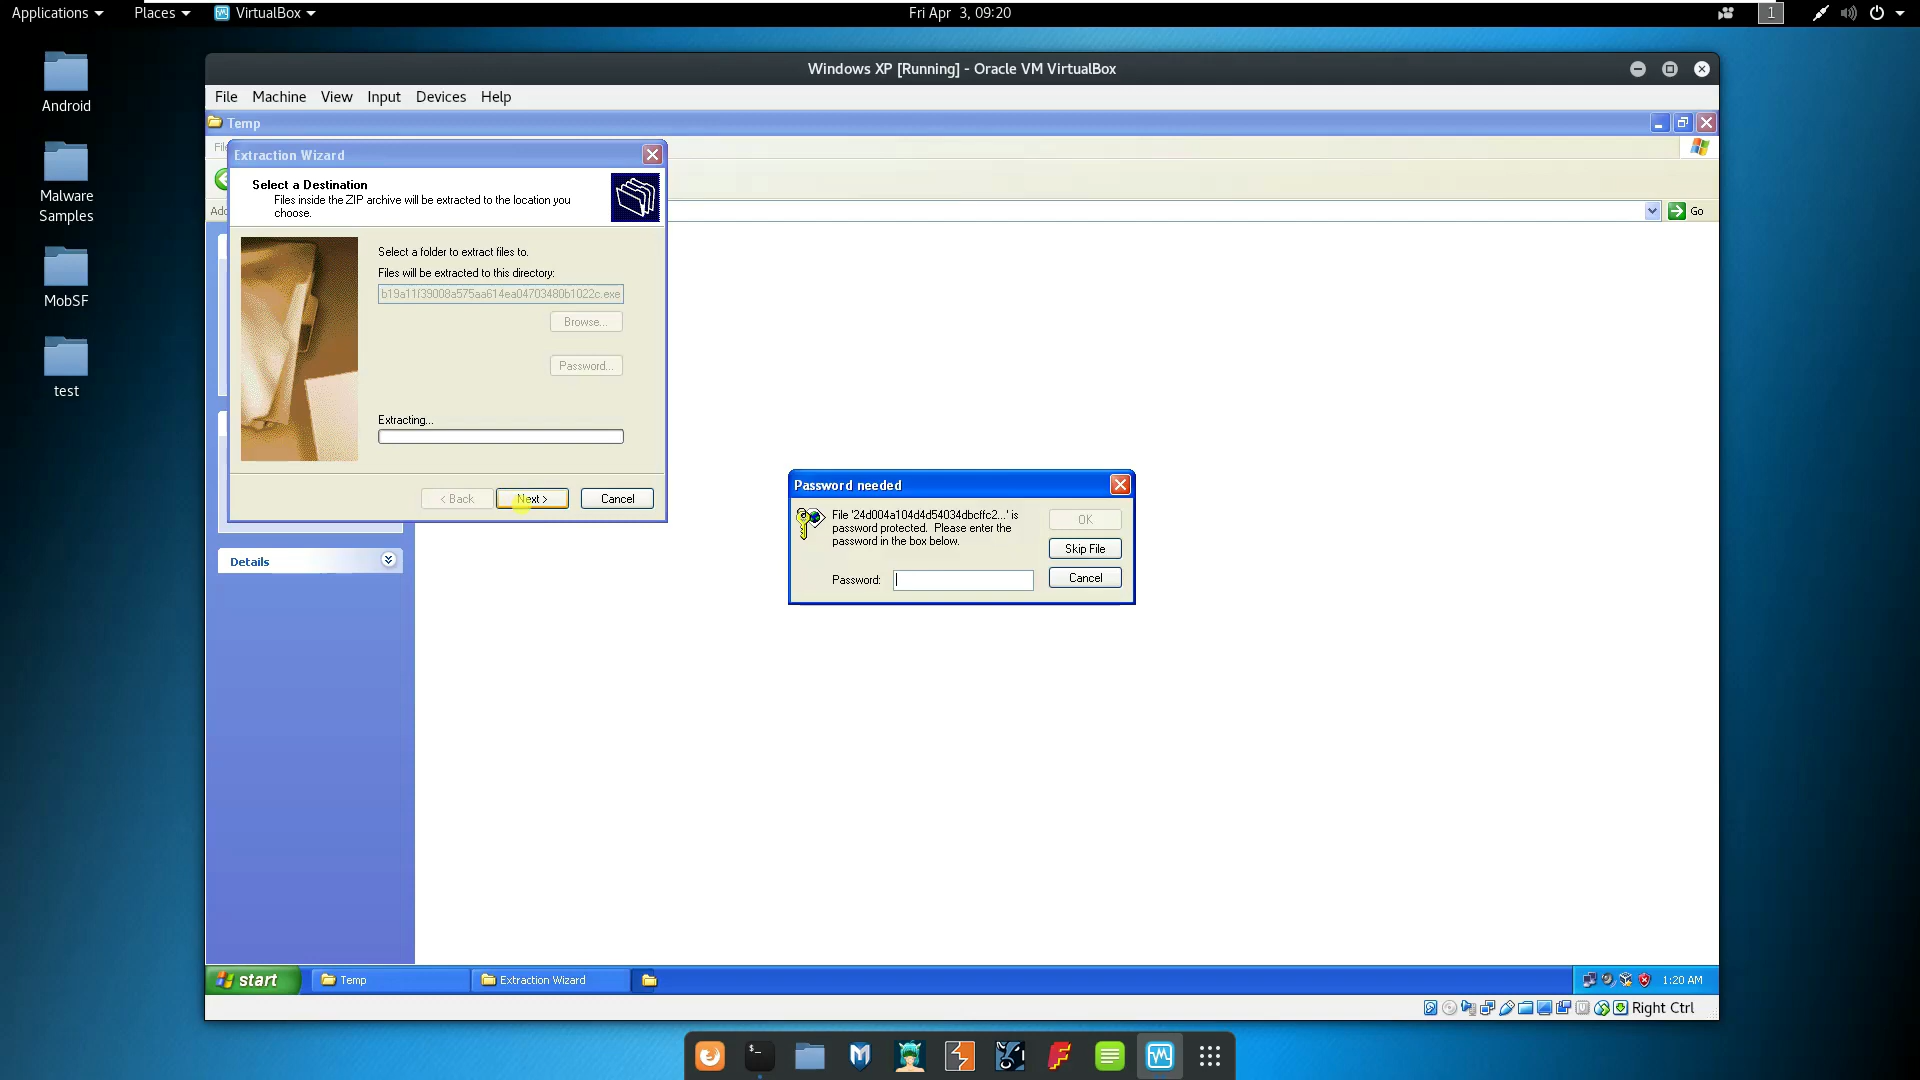 Applications
Places
VirtualBox
Fri Apr 3, 09:20
1
Android
Malware
Samples
MobSF
test
Windows XP [Running] - Oracle VM VirtualBox
File Machine View Input Devices Help
Temp
Extraction Wizard
Go
Select a Destination
Files inside the ZIP archive will be extracted to the location you
choose.
Select a folder to extract files to.
Files will be extracted to this directory:
b19a11f39008a575aa614ea04703480b1022c.exe
Browse...
Password...
Extracting...
< Back
Next >
Cancel
Details
Password needed
File '24d004a104d4d54034dbcffc2...' is
password protected. Please enter the
password in the box below.
Password:
OK
Skip File
Cancel
start
Temp
Extraction Wizard
1:20 AM
Right Ctrl